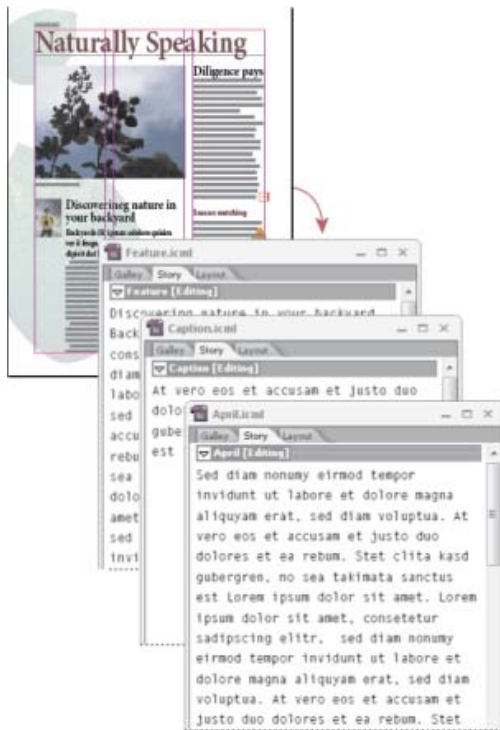 Naturally Speaking
Diligence pays
Discoverineg nature in
your backyard
Feature.icml
Galley Story Layout
Feature [Editing]
Discovering nature in your backyard
Back
cons
diam
labo
sed
accu
rebu
sea
dolo
amet
sed
invi
Caption.icml
Galley Story Layout
Caption [Editing]
At vero eos et accusam et justo duo
dolo
gube
est
April.icml
Galley Story Layout
April [Editing]
Sed diam nonumy eirmod tempor
invidunt ut labore et dolore magna
aliquyam erat, sed diam voluptua. At
vero eos et accusam et justo duo
dolores et ea rebum. Stet clita kasd
gubergren, no sea takimata sanctus
est Lorem ipsum dolor sit amet. Lorem
ipsum dolor sit amet, consetetur
sadipscing elitr, sed diam nonumy
eirmod tempor invidunt ut labore et
dolore magna aliquyam erat, sed diam
voluptua. At vero eos et accusam et
justo duo dolores et ea rebum. Stet